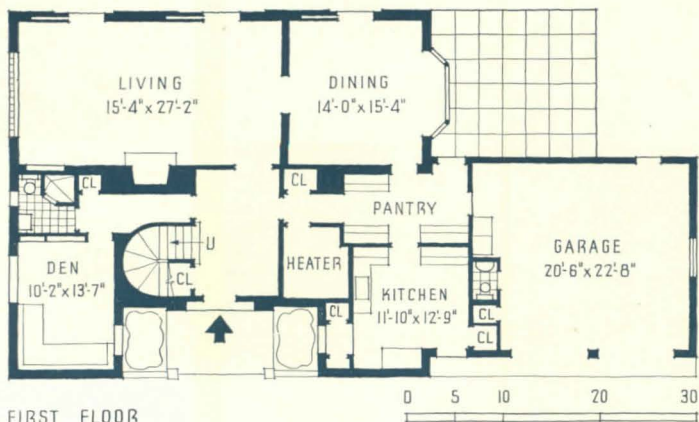 LIVING
15'-4" x 27'-2"
DINING
14'-0" x 15'-4"
CL
CL
PANTRY
U
GARAGE
20'-6" x 22'-8"
DEN
10'-2" x 13'-7"
CL
HEATER
KITCHEN
11'-10" x 12'-9"
CL
CL
CL
FIRST FLOOR
0 5 10 20 30